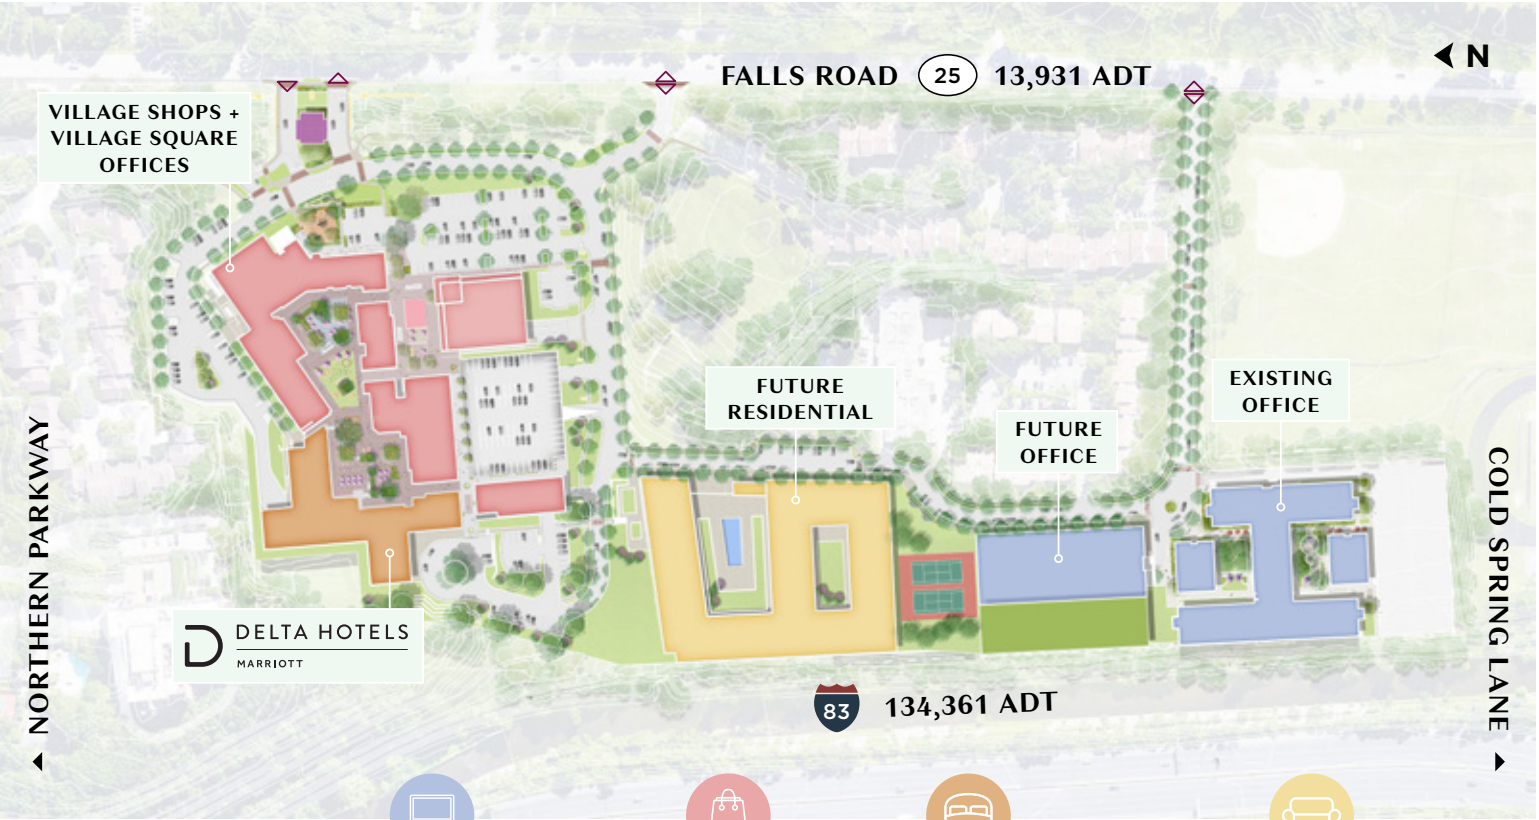 FALLS ROAD 25 13,931 ADT
N
VILLAGE SHOPS +
VILLAGE SQUARE
OFFICES
FUTURE
RESIDENTIAL
FUTURE
OFFICE
EXISTING
OFFICE
NORTHERN PARKWAY
COLD SPRING LANE
DELTA HOTELS
MARRIOTT
83 134,361 ADT